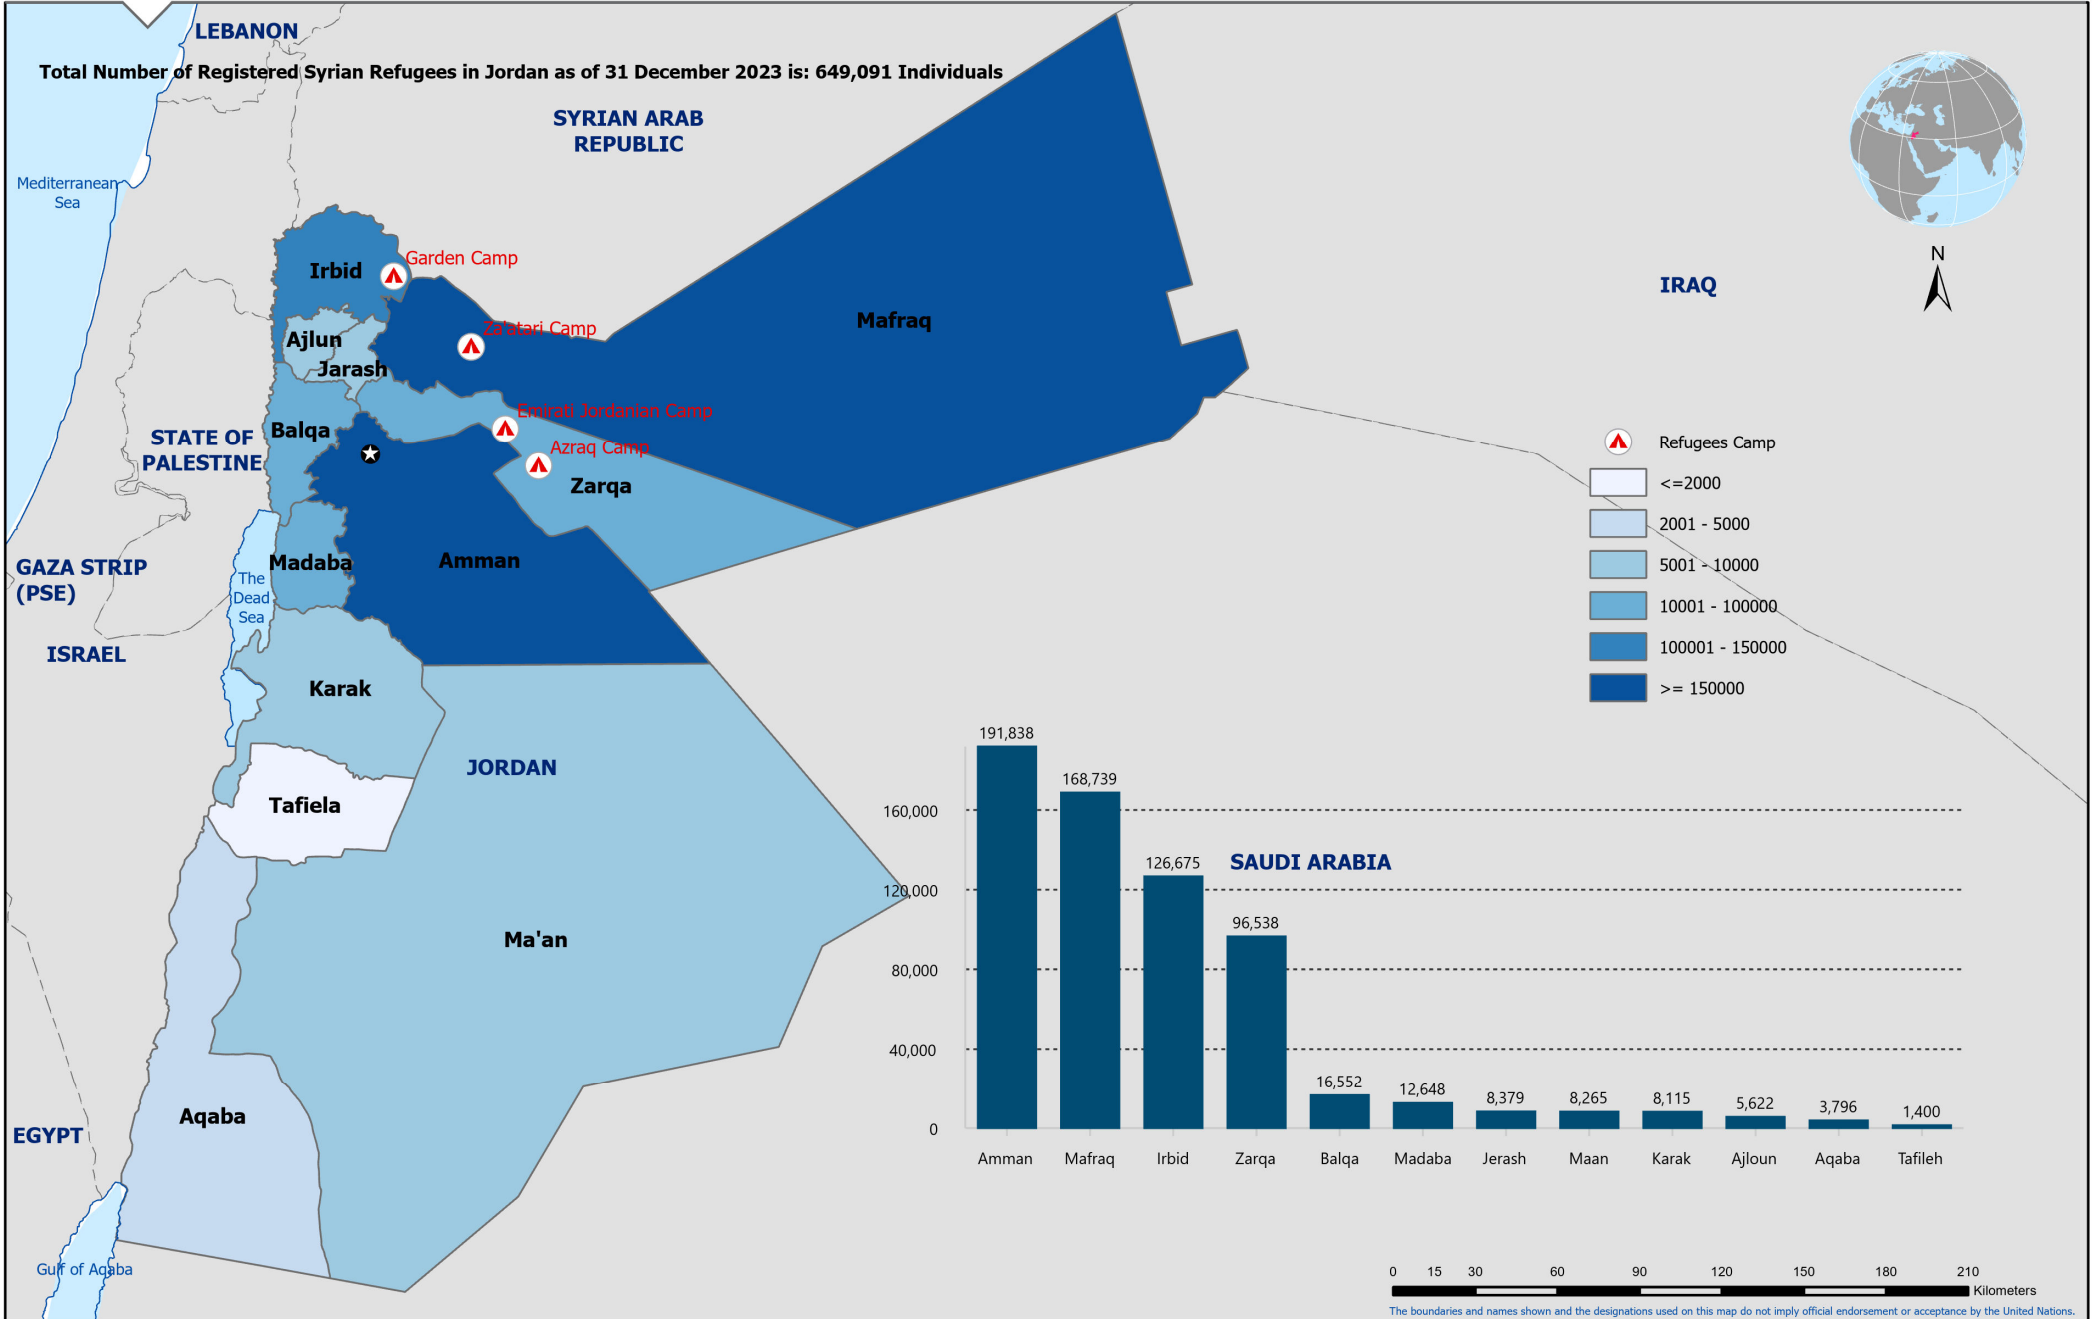 LEBANON
Total Number of Registered Syrian Refugees in Jordan as of 31 December 2023 is: 649,091 Individuals
SYRIAN ARAB
REPUBLIC
Mediterranean
Sea
N
IRAQ
Irbid
Garden Camp
Mafraq
Za'atari Camp
Ajlun
Jarash
Balqa
Emirati Jordanian Camp
Azraq Camp
Zarqa
STATE OF
PALESTINE
Amman
Madaba
GAZA STRIP
(PSE)
The
Dead
Sea
ISRAEL
Karak
JORDAN
Tafiela
Ma'an
Aqaba
EGYPT
Gulf of Aqaba
Refugees Camp
<=2000
2001 - 5000
5001 - 10000
10001 - 100000
100001 - 150000
>= 150000
SAUDI ARABIA
191,838
168,739
126,675
96,538
16,552
12,648
8,379
8,265
8,115
5,622
3,796
1,400
160,000
120,000
80,000
40,000
0
Amman Mafraq Irbid Zarqa Balqa Madaba Jerash Maan Karak Ajloun Aqaba Tafileh
0 15 30 60 90 120 150 180 210
Kilometers
The boundaries and names shown and the designations used on this map do not imply official endorsement or acceptance by the United Nations.